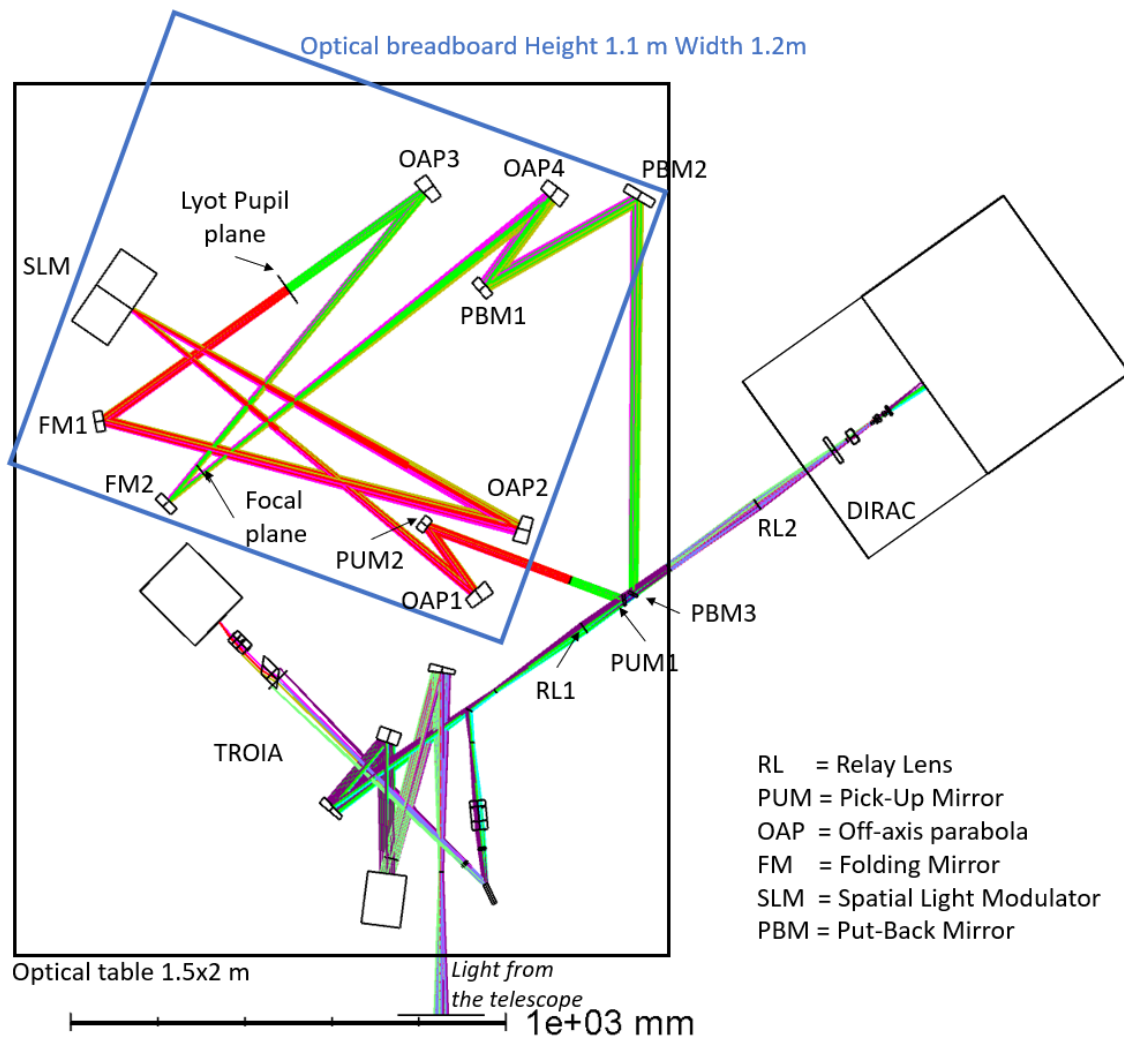 Optical breadboard Height 1.1 m Width 1.2m
OAP3
OAP4
PBM2
Lyot Pupil
plane
SLM
PBM1
FM1
FM2
Focal
plane
OAP2
PUM2
OAP1
DIRAC
RL2
PBM3
PUM1
RL1
TROIA
RL = Relay Lens
PUM = Pick-Up Mirror
OAP = Off-axis parabola
FM = Folding Mirror
SLM = Spatial Light Modulator
PBM = Put-Back Mirror
Optical table 1.5x2 m
Light from
the telescope
1e+03 mm